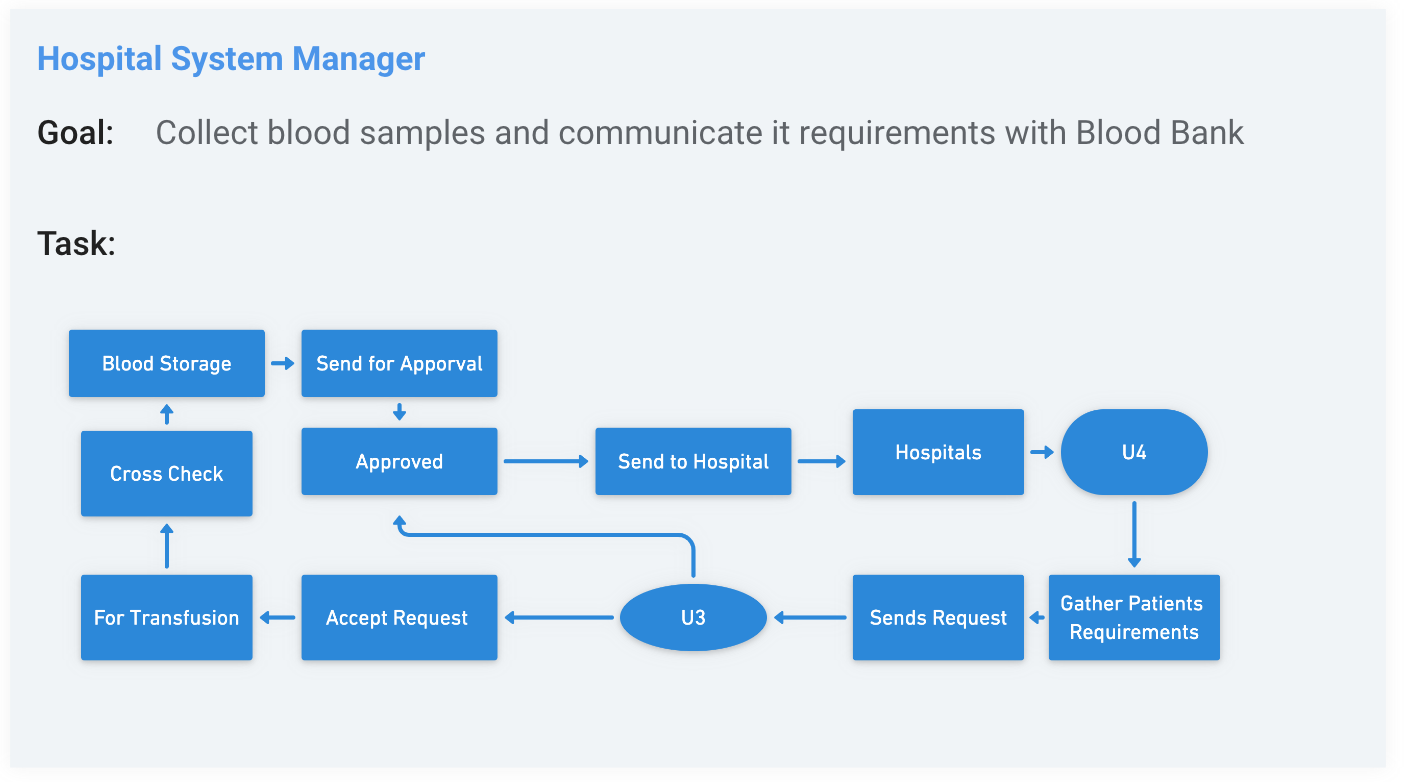 Hospital System Manager
Goal: Collect blood samples and communicate it requirements with Blood Bank
Task:
Blood Storage
Send for Apporval
Cross Check
Approved
Send to Hospital
Hospitals
U4
For Transfusion
Accept Request
U3
Sends Request
Gather Patients
Requirements